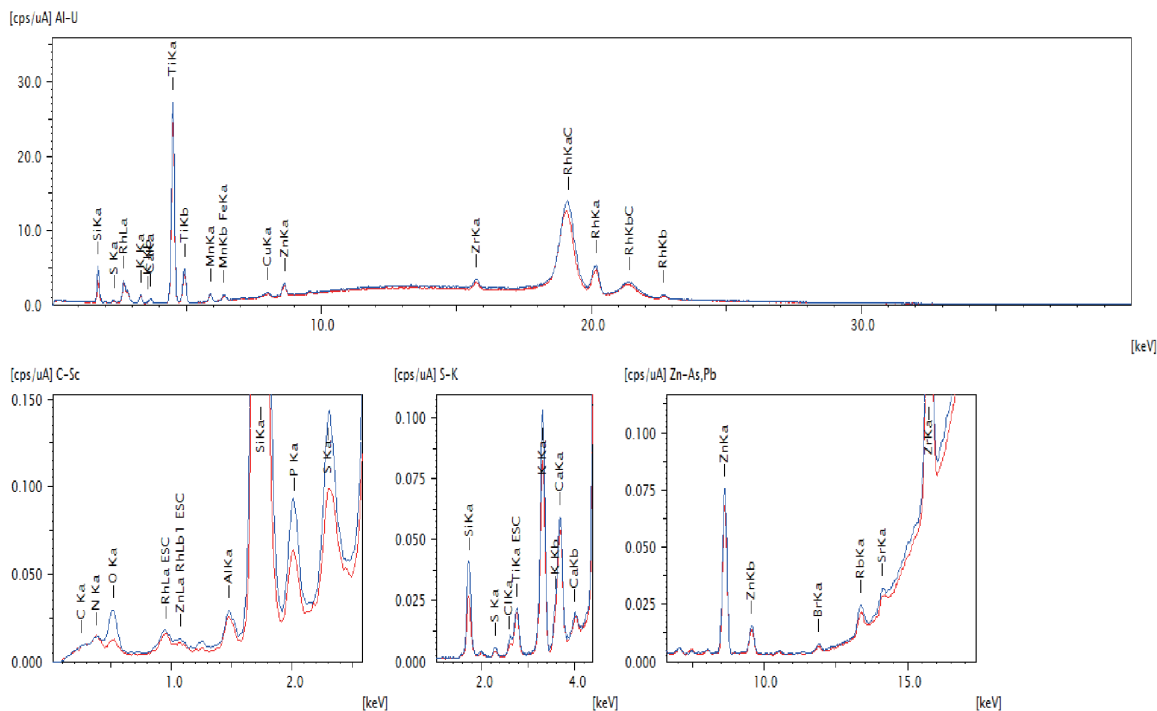 [cps/uA] Al-U
30.0
20.0
10.0
0.0
SiKa
S Ka
RhLa
K Ka
K Kb
CaKa
TiKa
TiKb
MnKa
MnKb FeKa
CuKa
ZnKa
ZrKa
RhKaC
RhKa
RhKbC
RhKb
10.0 20.0 30.0
[keV]
[cps/uA] C-Sc
0.150
0.100
0.050
0.000
C Ka
N Ka
O Ka
RhLa ESC
ZnLa RhLb1 ESC
AlKa
SiKa
P Ka
S Ka
1.0 2.0
[keV]
[cps/uA] S-K
0.100
0.075
0.050
0.025
0.000
SiKa
S Ka
ClKa
TiKa ESC
K Ka
K Kb
CaKa
CaKb
2.0 4.0
[keV]
[cps/uA] Zn-As,Pb
0.100
0.075
0.050
0.025
0.000
ZnKa
ZnKb
BrKa
RbKa
SrKa
ZrKa
10.0 15.0
[keV]